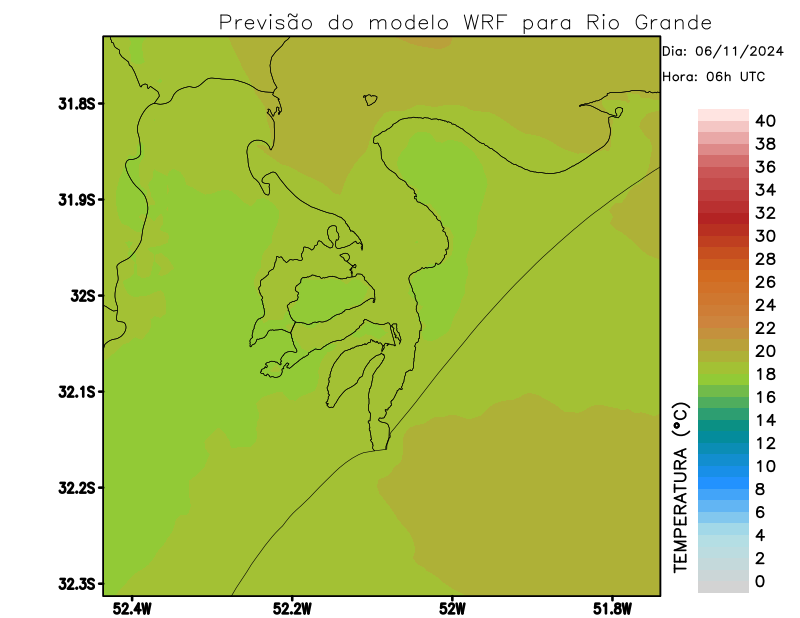 Previsão do modelo WRF para Rio Grande
Dia: 06/11/2024
Hora: 06h UTC
31.8S
31.9S
32S
32.1S
32.2S
32.3S
52.4W
52.2W
52W
51.8W
TEMPERATURA (°C)
40
38
36
34
32
30
28
26
24
22
20
18
16
14
12
10
8
6
4
2
0